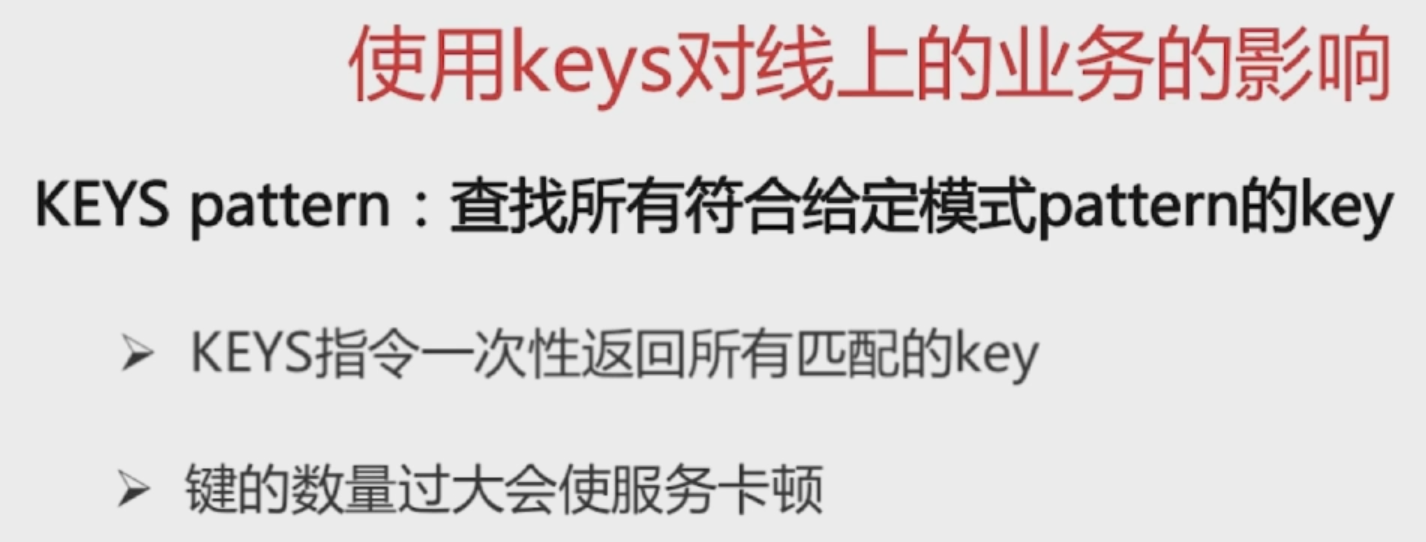 使用keys对线上的业务的影响
KEYS pattern：查找所有符合给定模式pattern的key
KEYS指令一次性返回所有匹配的key
键的数量过大会使服务卡顿